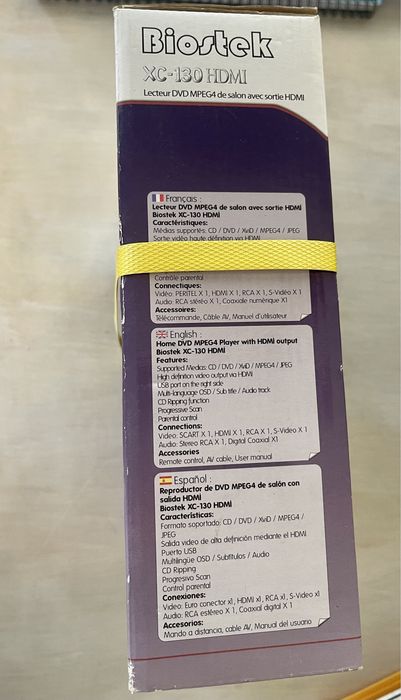 Biostek
XC-130 HDMI
Lecteur DVD MPEG4 de salon avec sortie HDMI
Français :
Lecteur DVD MPEG4 de salon avec sortie HDMI
Biostek XC-130 HDMI
Caractéristiques:
Médias supportés: CD / DVD / XviD / MPEG4 / JPEG
Sortie vidéo haute définition via HDMI
Contrôle parental
Connectiques:
Vidéo: PERITEL X 1, HDMI X 1, RCA X 1, S-Vidéo X 1
Audio: RCA stéréo X 1, Coaxiale numérique X1
Accessoires:
Télécommande, Câble AV, Manuel d'utilisateur
English :
Home DVD MPEG4 Player with HDMI output
Biostek XC-130 HDMI
Features:
Supported Medias: CD / DVD / XviD / MPEG4 / JPEG
High definition video output via HDMI
USB port on the right side
Multi-language OSD / Sub title / Audio track
CD Ripping function
Progressive Scan
Parental control
Connections:
Video: SCART X 1, HDMI X 1, RCA X 1, S-Video X 1
Audio: Stereo RCA X 1, Digital Coaxial X1
Accessories
Remote control, AV cable, User manual
Español :
Reproductor de DVD MPEG4 de salón con
salida HDMI
Biostek XC-130 HDMI
Características:
Formato soportado: CD / DVD / XviD / MPEG4 /
JPEG
Salida video de alta definición mediante el HDMI
Puerto USB
Multilingüe OSD / Subtítulos / Audio
CD Ripping
Progresivo Scan
Control parental
Conexiones:
Video: Euro conector x1, HDMI x1, RCA x1, S-Video x1
Audio: RCA estéreo X 1, Coaxial digital X 1
Accesorios:
Mando a distancia, cable AV, Manual del usuario